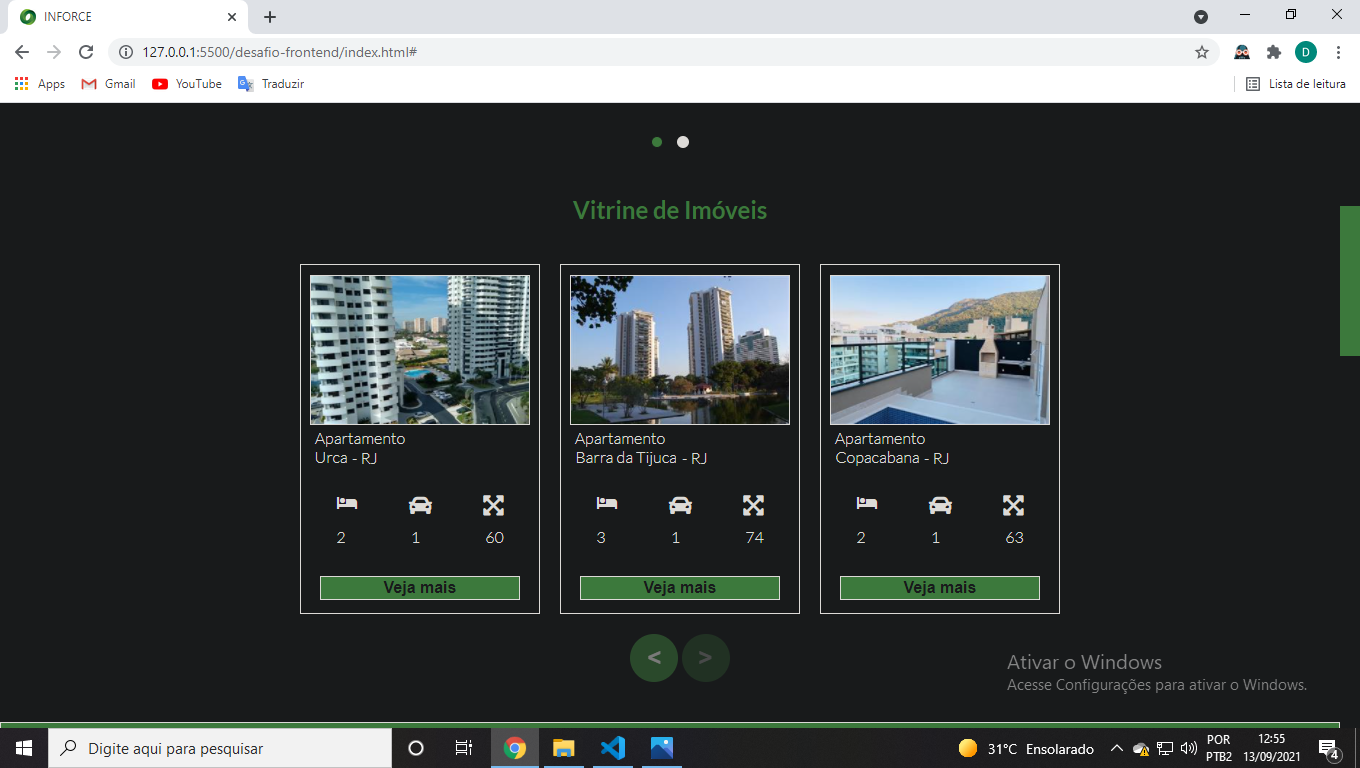 INFORCE
127.0.0.1:5500/desafio-frontend/index.html#
D
Apps Gmail YouTube Traduzir Lista de leitura
Vitrine de Imóveis
Apartamento
Urca - RJ
2 1 60
Veja mais
Apartamento
Barra da Tijuca - RJ
3 1 74
Veja mais
Apartamento
Copacabana - RJ
2 1 63
Veja mais
< >
Ativar o Windows
Acesse Configurações para ativar o Windows.
Digite aqui para pesquisar
31°C Ensolarado
POR
PTB2
12:55
13/09/2021
4